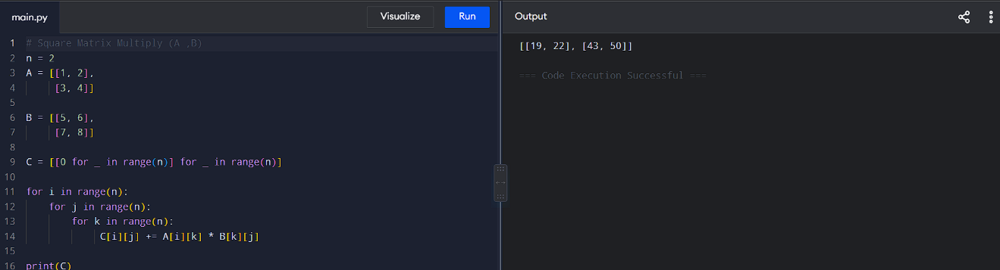 main.py
Visualize
Run
Output
1 # Square Matrix Multiply (A ,B)
2 n = 2
3 A = [[1, 2],
4 [3, 4]]
5
6 B = [[5, 6],
7 [7, 8]]
8
9 C = [[0 for _ in range(n)] for _ in range(n)]
10
11 for i in range(n):
12 for j in range(n):
13 for k in range(n):
14 C[i][j] += A[i][k] * B[k][j]
15
16 print(C)
[[19, 22], [43, 50]]
=== Code Execution Successful ===